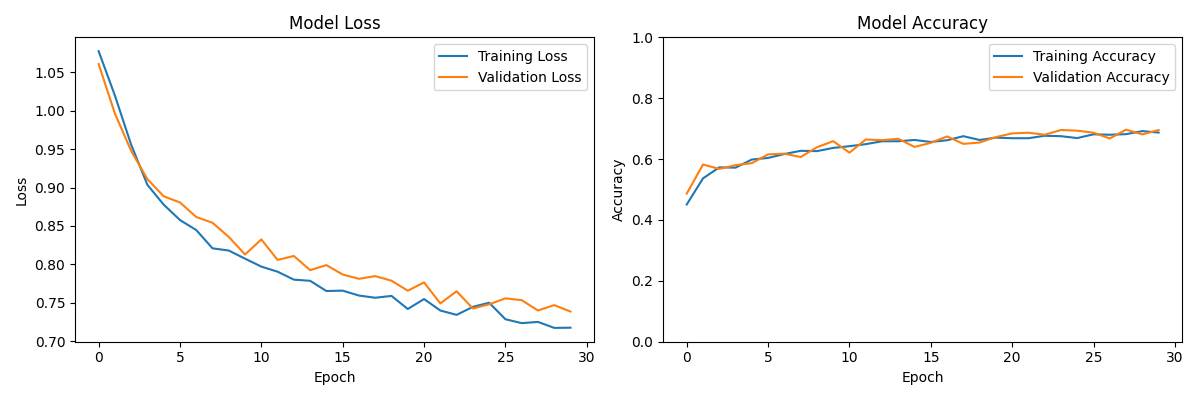 Model Loss
Training Loss
Validation Loss
1.05
1.00
0.95
0.90
0.85
0.80
0.75
0.70
Loss
0 5 10 15 20 25 30
Epoch
Model Accuracy
Training Accuracy
Validation Accuracy
1.0
0.8
0.6
0.4
0.2
0.0
Accuracy
0 5 10 15 20 25 30
Epoch